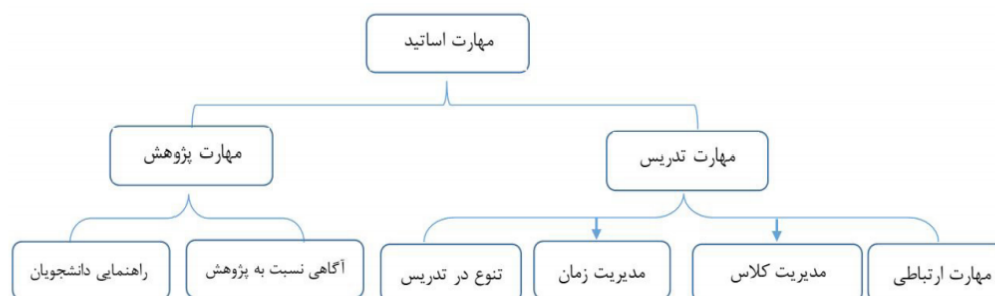 مهارت اساتید
مهارت تدریس
مهارت پژوهش
مهارت ارتباطی
مدیریت کلاس
مدیریت زمان
تنوع در تدریس
آگاهی نسبت به پژوهش
راهنمایی دانشجویان